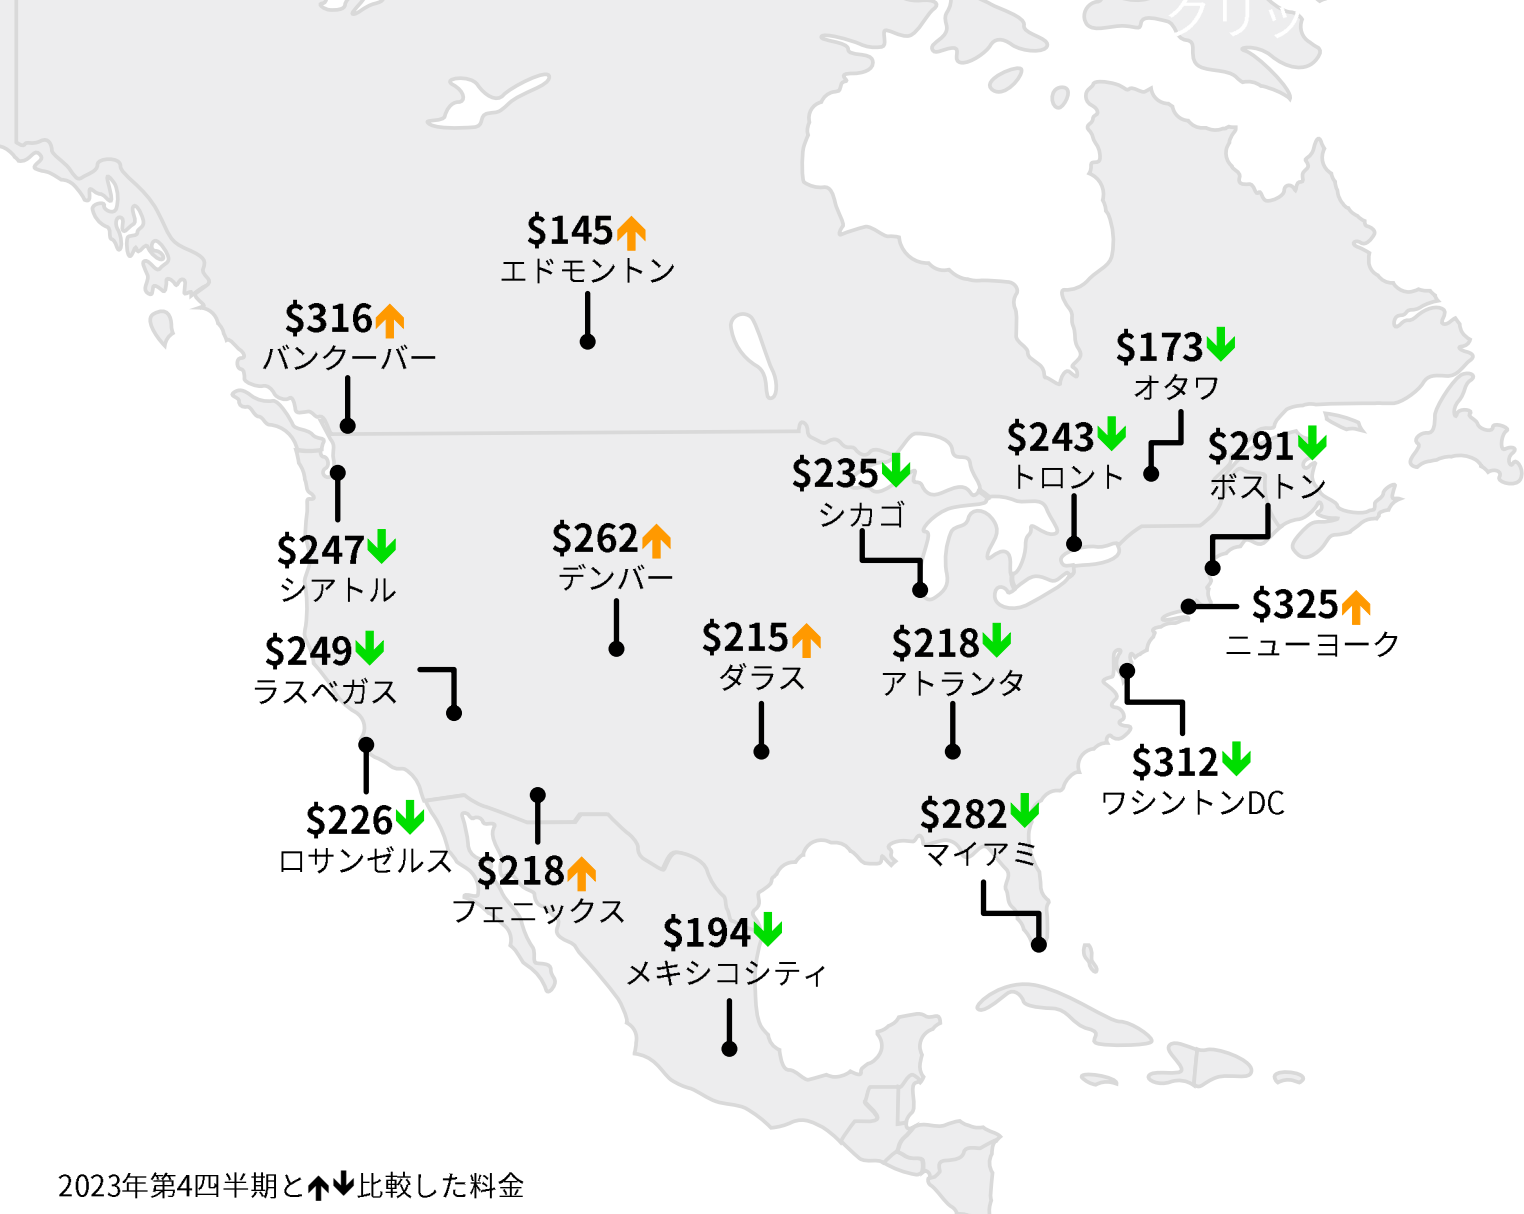 クリッ
$145
エドモントン
$316
バンクーバー
$173
オタワ
$243
トロント
$291
ボストン
$235
シカゴ
$247
シアトル
$262
デンバー
$325
ニューヨーク
$249
ラスベガス
$215
ダラス
$218
アトランタ
$312
ワシントンDC
$226
ロサンゼルス
$282
マイアミ
$218
フェニックス
$194
メキシコシティ
2023年第4四半期と↑↓比較した料金